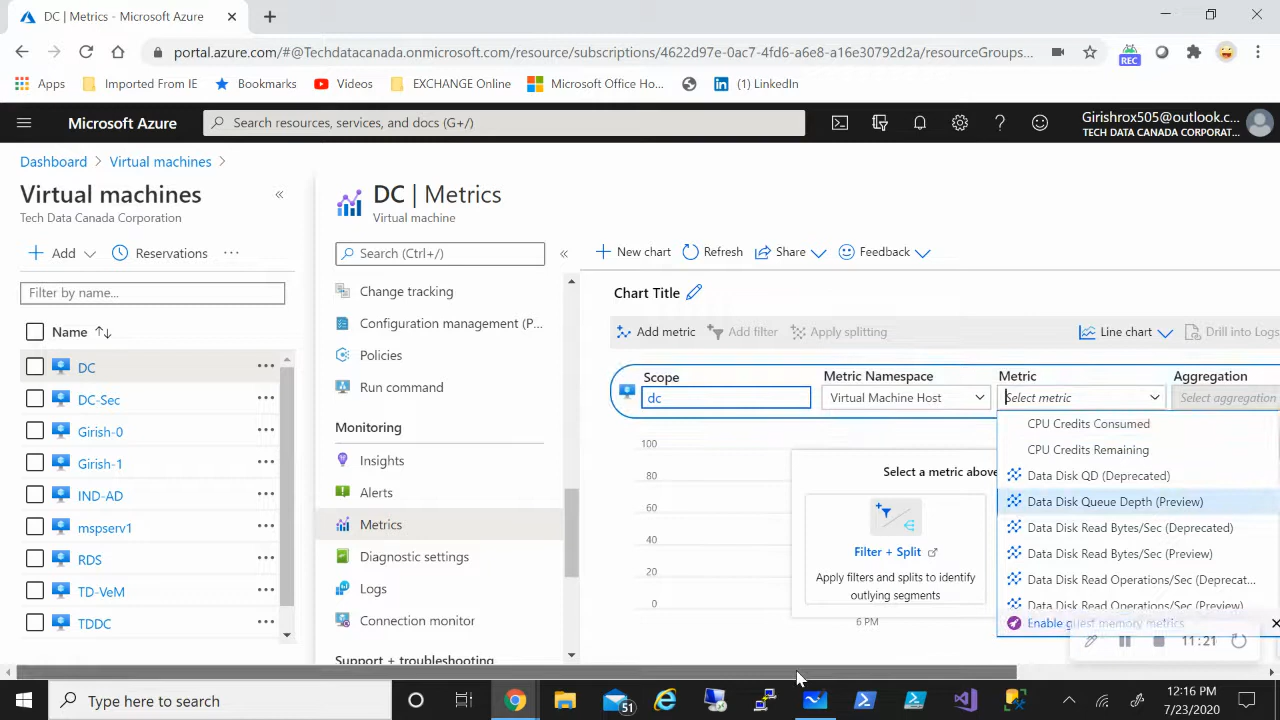 DC | Metrics - Microsoft Azure
portal.azure.com/#@Techdatacanada.onmicrosoft.com/resource/subscriptions/4622d97e-0ac7-4fd6-a6e8-a16e30792d2a/resourceGroups...
REC
Apps Imported From IE Bookmarks Videos EXCHANGE Online Microsoft Office Ho... (1) LinkedIn
Microsoft Azure
Search resources, services, and docs (G+/)
Girishrox505@outlook.c...
TECH DATA CANADA CORPORAT...
Dashboard > Virtual machines >
Virtual machines
Tech Data Canada Corporation
Add Reservations ...
Filter by name...
Name
DC
DC-Sec
Girish-0
Girish-1
IND-AD
mspserv1
RDS
TD-VeM
TDDC
DC | Metrics
Virtual machine
Search (Ctrl+/)
Change tracking
Configuration management (P...
Policies
Run command
Monitoring
Insights
Alerts
Metrics
Diagnostic settings
Logs
Connection monitor
Support + troubleshooting
New chart Refresh Share Feedback
Chart Title
Add metric Add filter Apply splitting Line chart Drill into Logs
Scope Metric Namespace Metric Aggregation
dc Virtual Machine Host Select metric Select aggregation
100
80
60
40
20
0
Select a metric above
Filter + Split
Apply filters and splits to identify
outlying segments
6 PM
CPU Credits Consumed
CPU Credits Remaining
Data Disk QD (Deprecated)
Data Disk Queue Depth (Preview)
Data Disk Read Bytes/Sec (Deprecated)
Data Disk Read Bytes/Sec (Preview)
Data Disk Read Operations/Sec (Deprecat...
Data Disk Read Operations/Sec (Preview)
Enable guest memory metrics
11:21
Type here to search
51
12:16 PM
7/23/2020